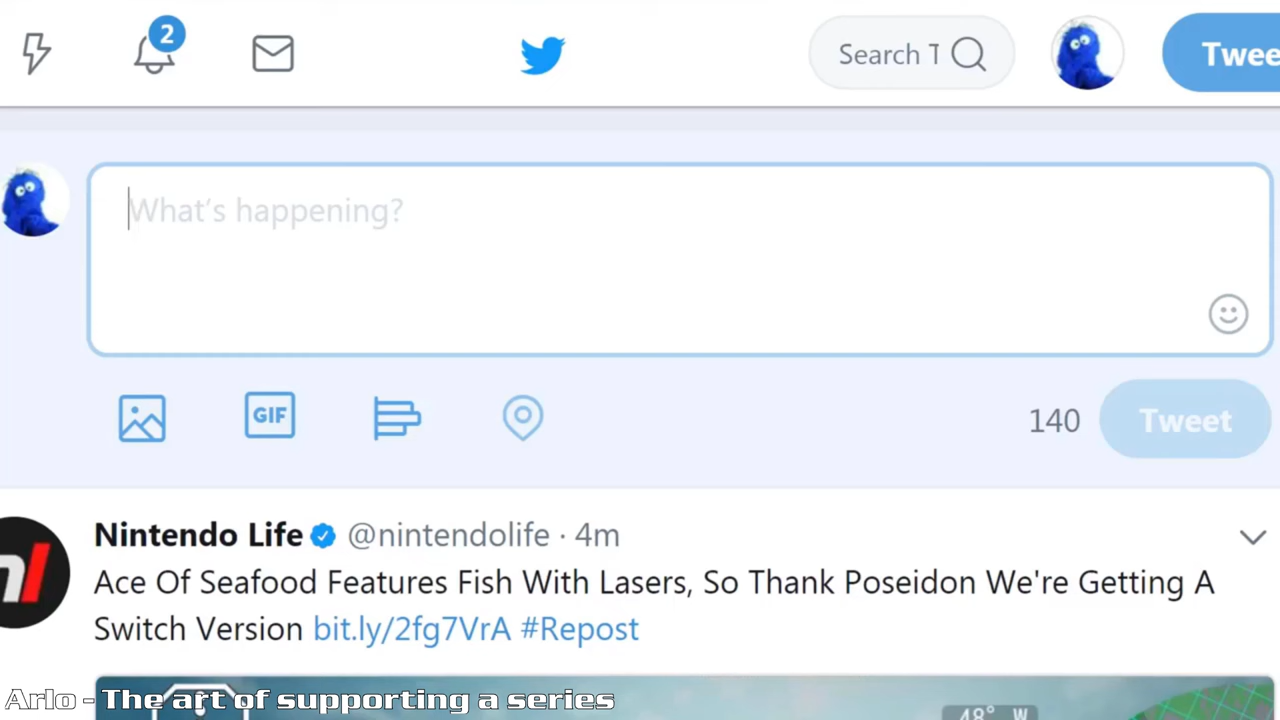 2
Search T
Twee
What's happening?
GIF
140
Tweet
Nintendo Life @nintendolife · 4m
Ace Of Seafood Features Fish With Lasers, So Thank Poseidon We're Getting A
Switch Version bit.ly/2fg7VrA #Repost
48° W
Arlo - The art of supporting a series